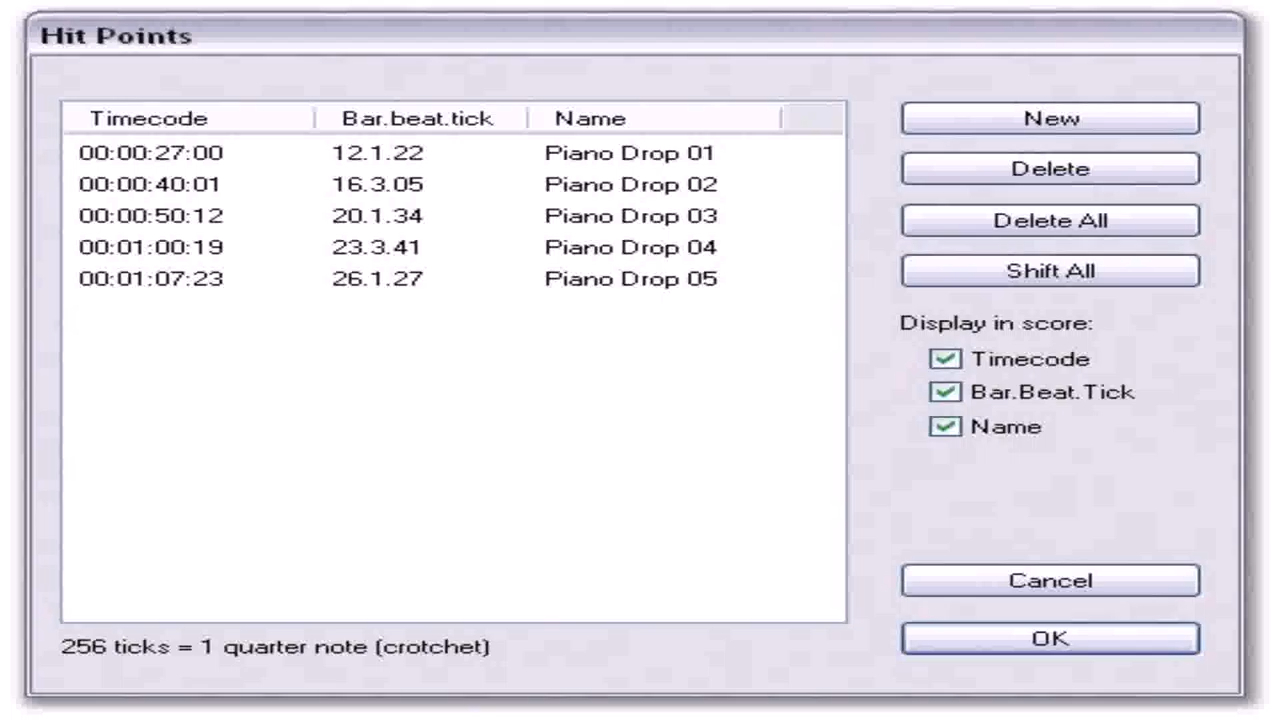 Hit Points
Timecode Bar.beat.tick Name
00:00:27:00 12.1.22 Piano Drop 01
00:00:40:01 16.3.05 Piano Drop 02
00:00:50:12 20.1.34 Piano Drop 03
00:01:00:19 23.3.41 Piano Drop 04
00:01:07:23 26.1.27 Piano Drop 05
256 ticks = 1 quarter note (crotchet)
New
Delete
Delete All
Shift All
Display in score:
Timecode
Bar.Beat.Tick
Name
Cancel
OK